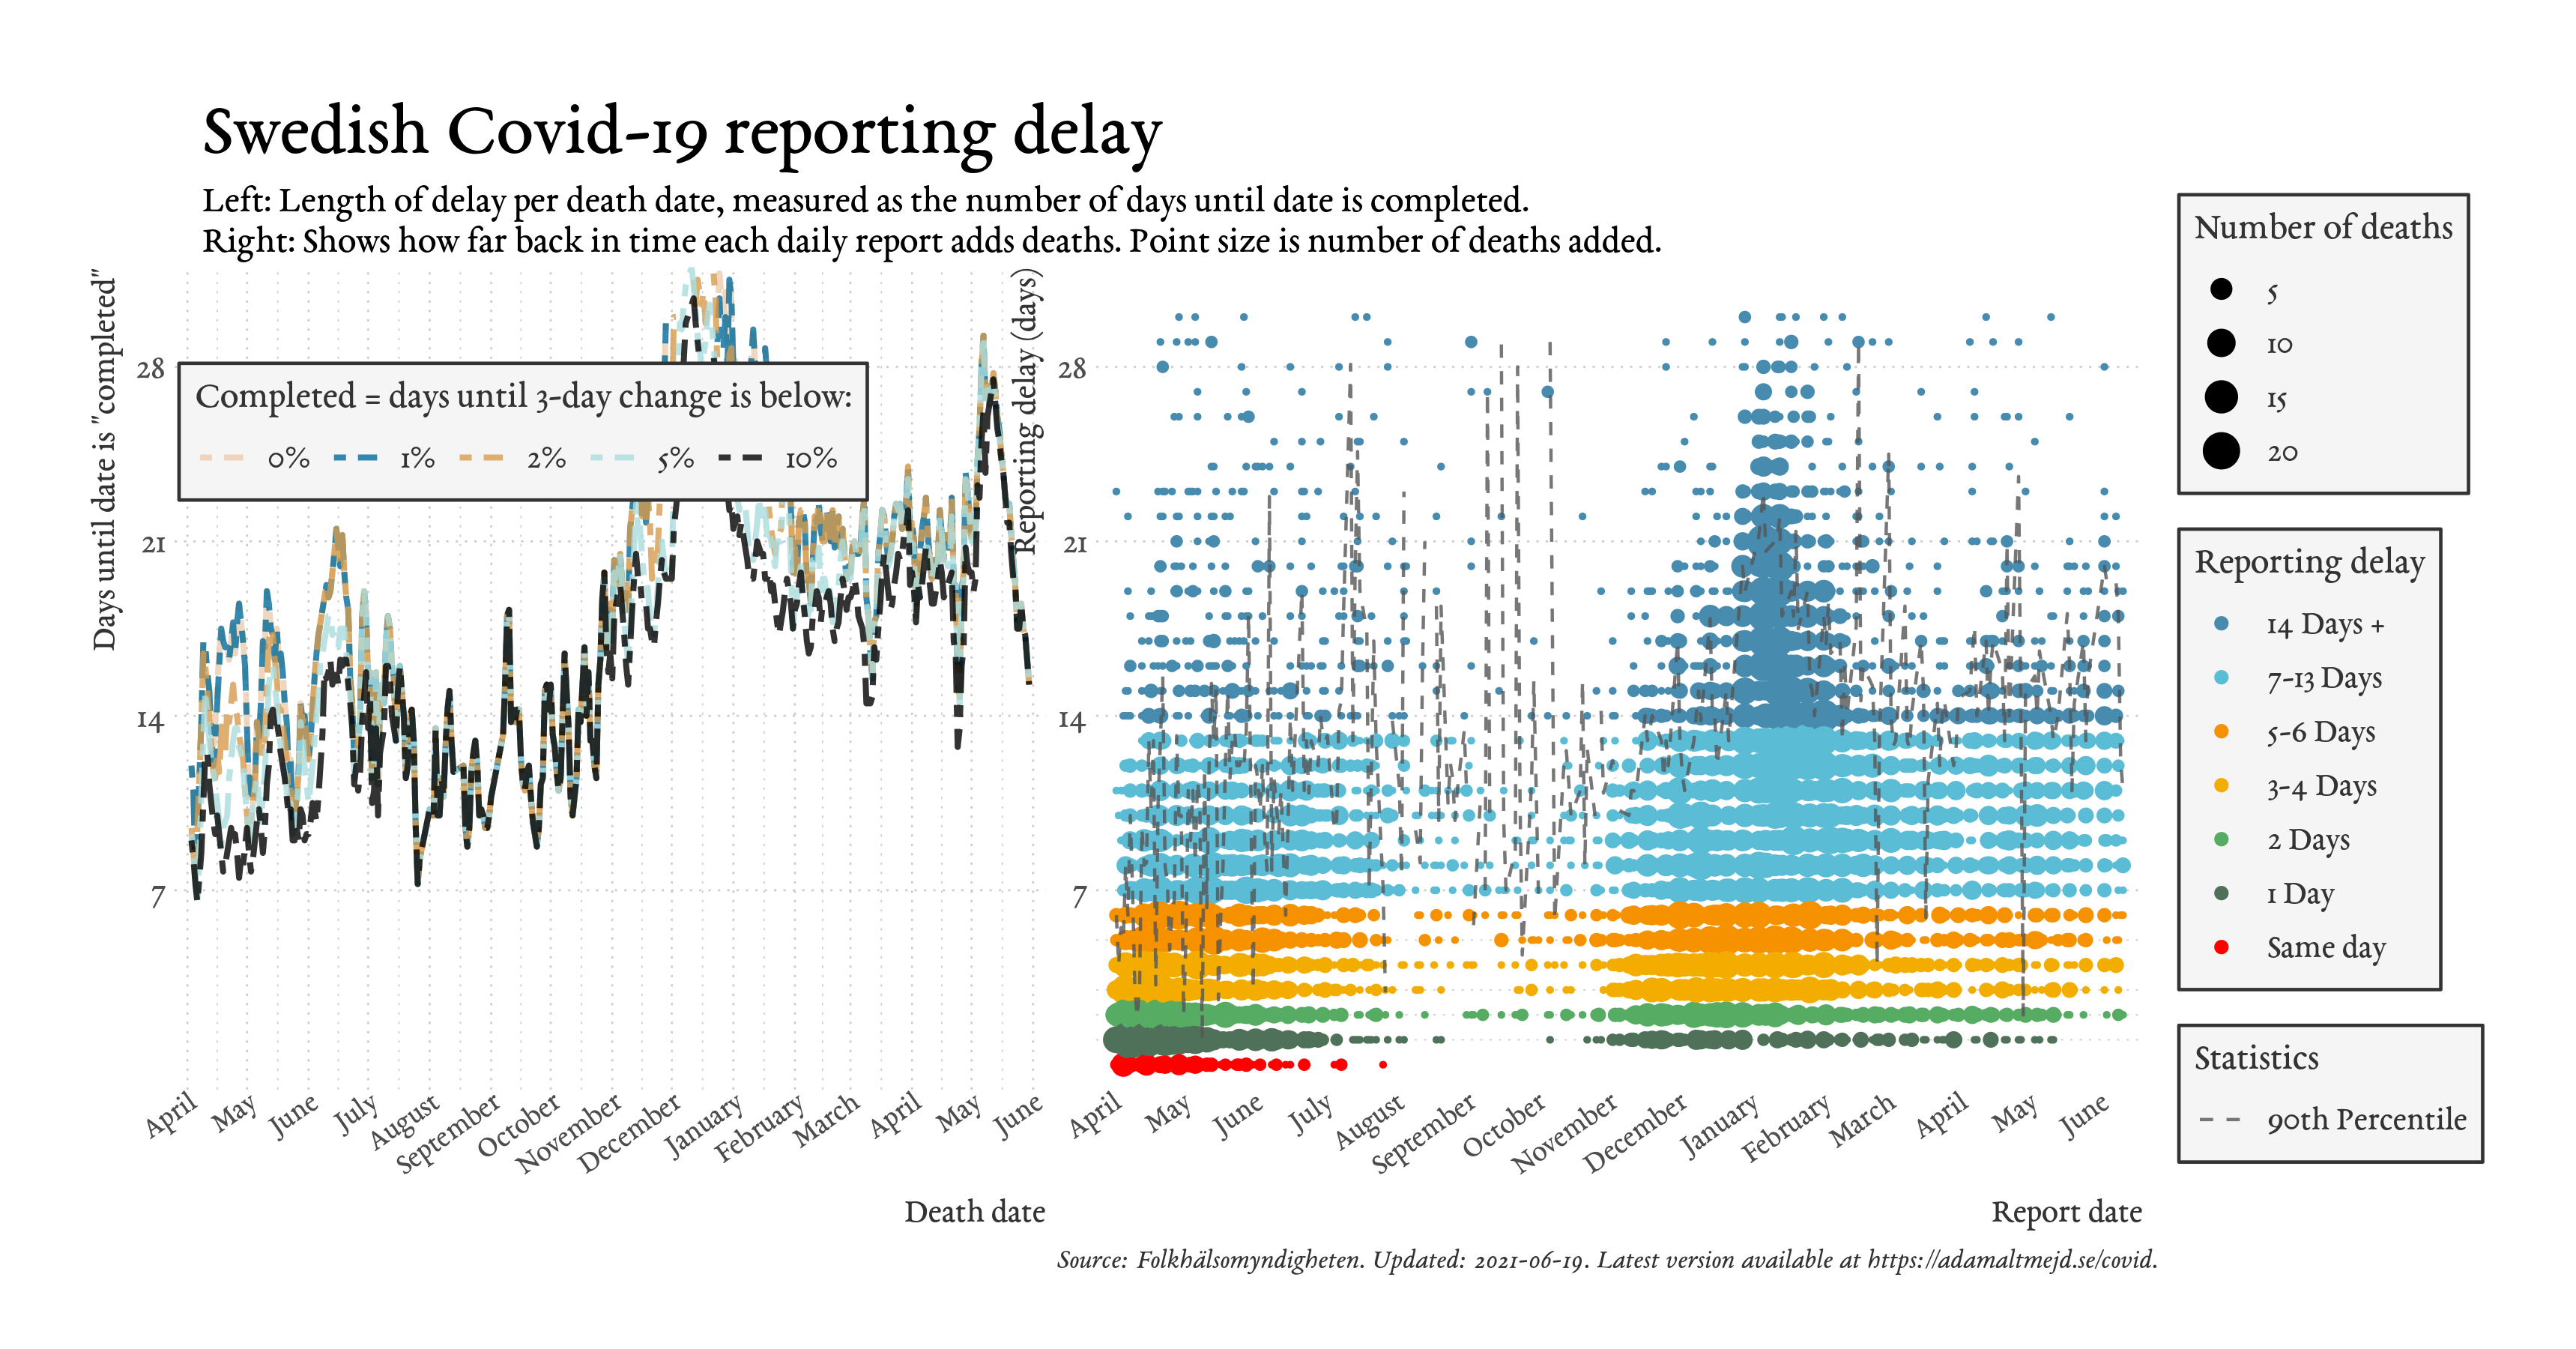 Swedish Covid-19 reporting delay
Left: Length of delay per death date, measured as the number of days until date is completed.
Right: Shows how far back in time each daily report adds deaths. Point size is number of deaths added.
Days until date is "completed"
28
21
14
7
Completed = days until 3-day change is below:
0% 1% 2% 5% 10%
April May June July August September October November December January February March April May June
Death date
Reporting delay (days)
28
21
14
7
April May June July August September October November December January February March April May June
Report date
Number of deaths
5
10
15
20
Reporting delay
14 Days +
7-13 Days
5-6 Days
3-4 Days
2 Days
1 Day
Same day
Statistics
90th Percentile
Source: Folkhälsomyndigheten. Updated: 2021-06-19. Latest version available at https://adamaltmejd.se/covid.